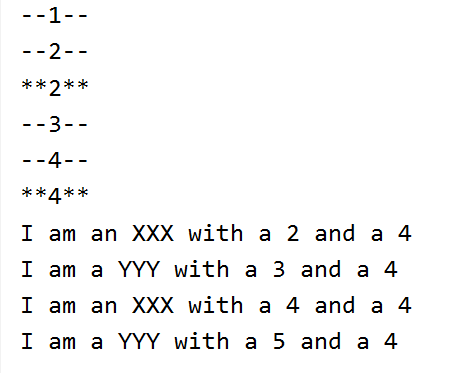 --1--
--2--
**2**
--3--
--4--
**4**
I am an XXX with a 2 and a 4
I am a YYY with a 3 and a 4
I am an XXX with a 4 and a 4
I am a YYY with a 5 and a 4